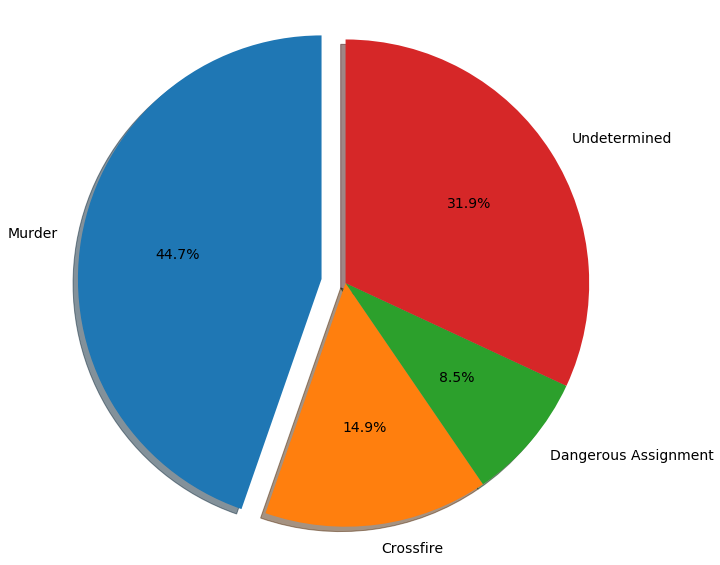 Undetermined
31.9%
Murder
44.7%
8.5%
14.9%
Dangerous Assignment
Crossfire